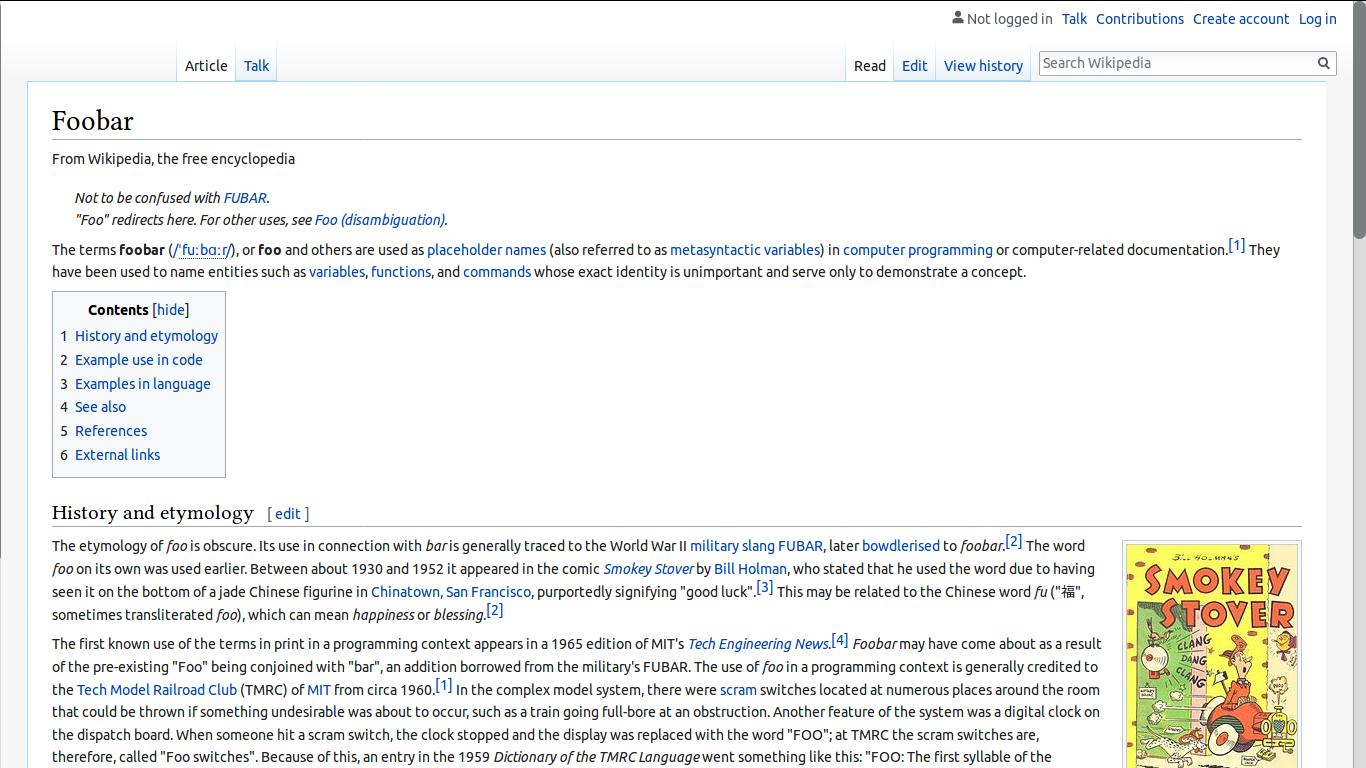 Not logged in Talk Contributions Create account Log in
Article Talk Read Edit View history Search Wikipedia
Foobar
From Wikipedia, the free encyclopedia
Not to be confused with FUBAR.
"Foo" redirects here. For other uses, see Foo (disambiguation).
The terms foobar (/ˈfuːbɑːr/), or foo and others are used as placeholder names (also referred to as metasyntactic variables) in computer programming or computer-related documentation.[1] They
have been used to name entities such as variables, functions, and commands whose exact identity is unimportant and serve only to demonstrate a concept.
Contents [hide]
1 History and etymology
2 Example use in code
3 Examples in language
4 See also
5 References
6 External links
History and etymology [ edit ]
The etymology of foo is obscure. Its use in connection with bar is generally traced to the World War II military slang FUBAR, later bowdlerised to foobar.[2] The word
foo on its own was used earlier. Between about 1930 and 1952 it appeared in the comic Smokey Stover by Bill Holman, who stated that he used the word due to having
seen it on the bottom of a jade Chinese figurine in Chinatown, San Francisco, purportedly signifying "good luck".[3] This may be related to the Chinese word fu ("福",
sometimes transliterated foo), which can mean happiness or blessing.[2]
The first known use of the terms in print in a programming context appears in a 1965 edition of MIT's Tech Engineering News.[4] Foobar may have come about as a result
of the pre-existing "Foo" being conjoined with "bar", an addition borrowed from the military's FUBAR. The use of foo in a programming context is generally credited to
the Tech Model Railroad Club (TMRC) of MIT from circa 1960.[1] In the complex model system, there were scram switches located at numerous places around the room
that could be thrown if something undesirable was about to occur, such as a train going full-bore at an obstruction. Another feature of the system was a digital clock on
the dispatch board. When someone hit a scram switch, the clock stopped and the display was replaced with the word "FOO"; at TMRC the scram switches are,
therefore, called "Foo switches". Because of this, an entry in the 1959 Dictionary of the TMRC Language went something like this: "FOO: The first syllable of the
BILL HOLMAN'S
SMOKEY
STOVER
CLANG
DANG
CLANG